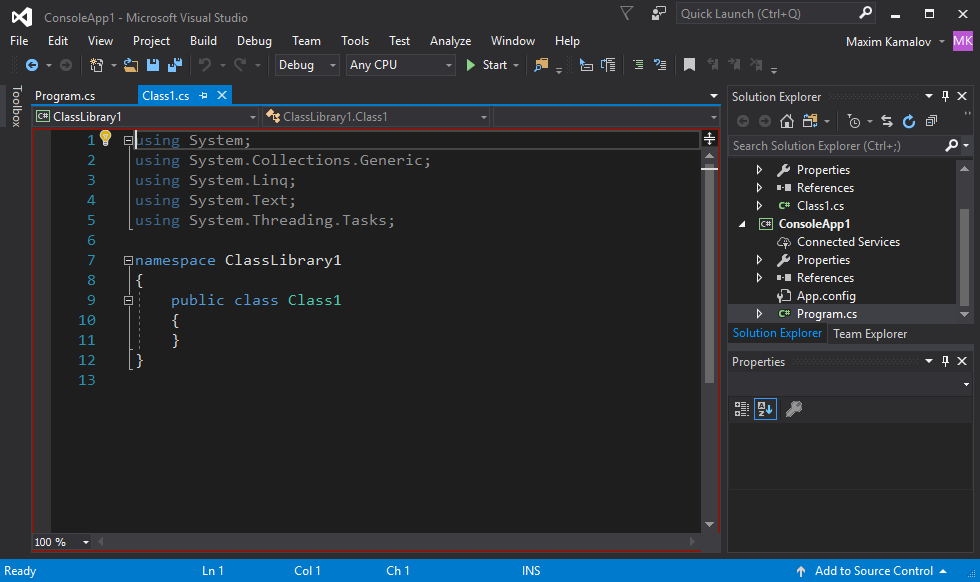 ConsoleApp1 - Microsoft Visual Studio
Quick Launch (Ctrl+Q)
File Edit View Project Build Debug Team Tools Test Analyze Window Help
Maxim Kamalov MK
Debug Any CPU Start
Toolbox
Program.cs Class1.cs
C# ClassLibrary1 ClassLibrary1.Class1
1 using System;
2 using System.Collections.Generic;
3 using System.Linq;
4 using System.Text;
5 using System.Threading.Tasks;
6
7 namespace ClassLibrary1
8 {
9 public class Class1
10 {
11 }
12 }
13
100 %
Solution Explorer
Search Solution Explorer (Ctrl+;)
Properties
References
C# Class1.cs
C# ConsoleApp1
Connected Services
Properties
References
App.config
C# Program.cs
Solution Explorer Team Explorer
Properties
A Z
Ready Ln 1 Col 1 Ch 1 INS Add to Source Control